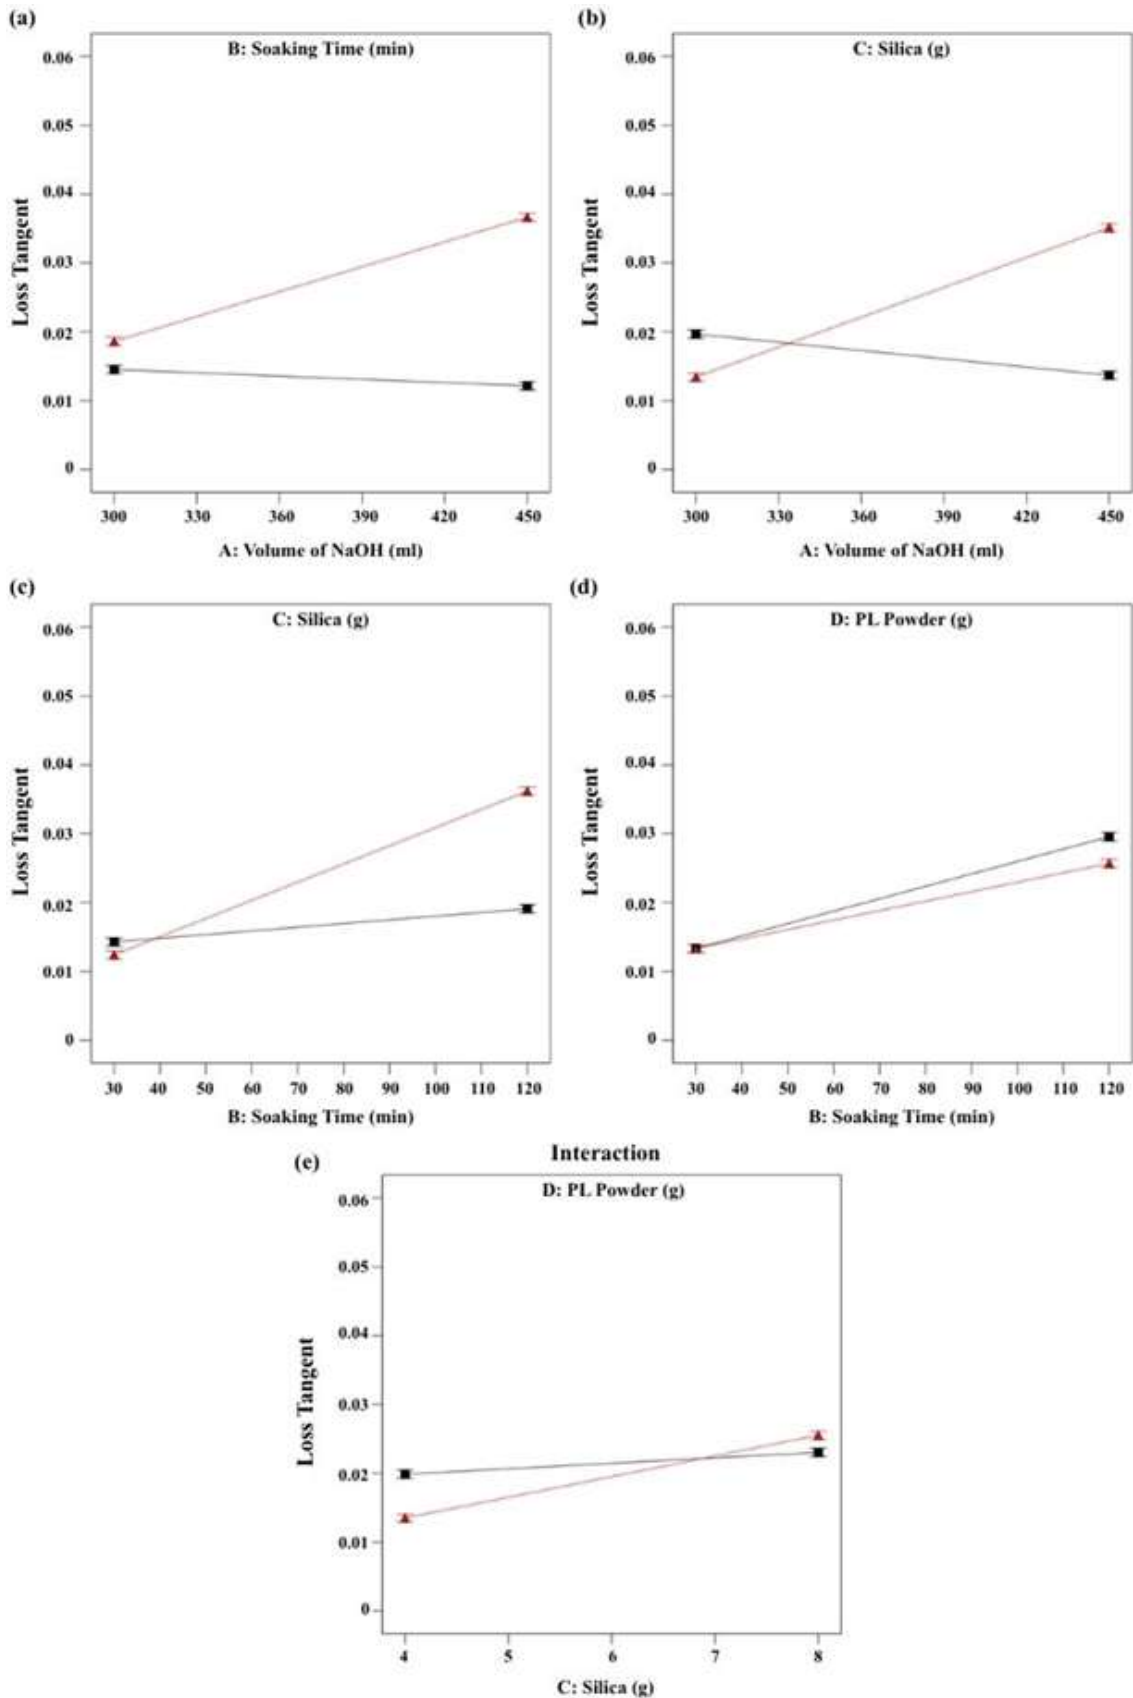 (a)
B: Soaking Time (min)
0.06
0.05
0.04
0.03
0.02
0.01
0
Loss Tangent
300 330 360 390 420 450
A: Volume of NaOH (ml)
(b)
C: Silica (g)
0.06
0.05
0.04
0.03
0.02
0.01
0
Loss Tangent
300 330 360 390 420 450
A: Volume of NaOH (ml)
(c)
C: Silica (g)
0.06
0.05
0.04
0.03
0.02
0.01
0
Loss Tangent
30 40 50 60 70 80 90 100 110 120
B: Soaking Time (min)
(d)
D: PL Powder (g)
0.06
0.05
0.04
0.03
0.02
0.01
0
Loss Tangent
30 40 50 60 70 80 90 100 110 120
B: Soaking Time (min)
(e)
Interaction
D: PL Powder (g)
0.06
0.05
0.04
0.03
0.02
0.01
0
Loss Tangent
4 5 6 7 8
C: Silica (g)